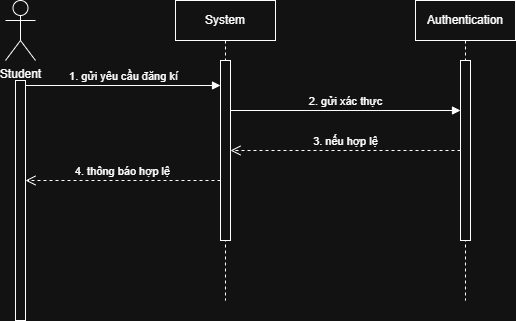 System
Authentication
Student
1. gửi yêu cầu đăng kí
2. gửi xác thực
3. nếu hợp lệ
4. thông báo hợp lệ